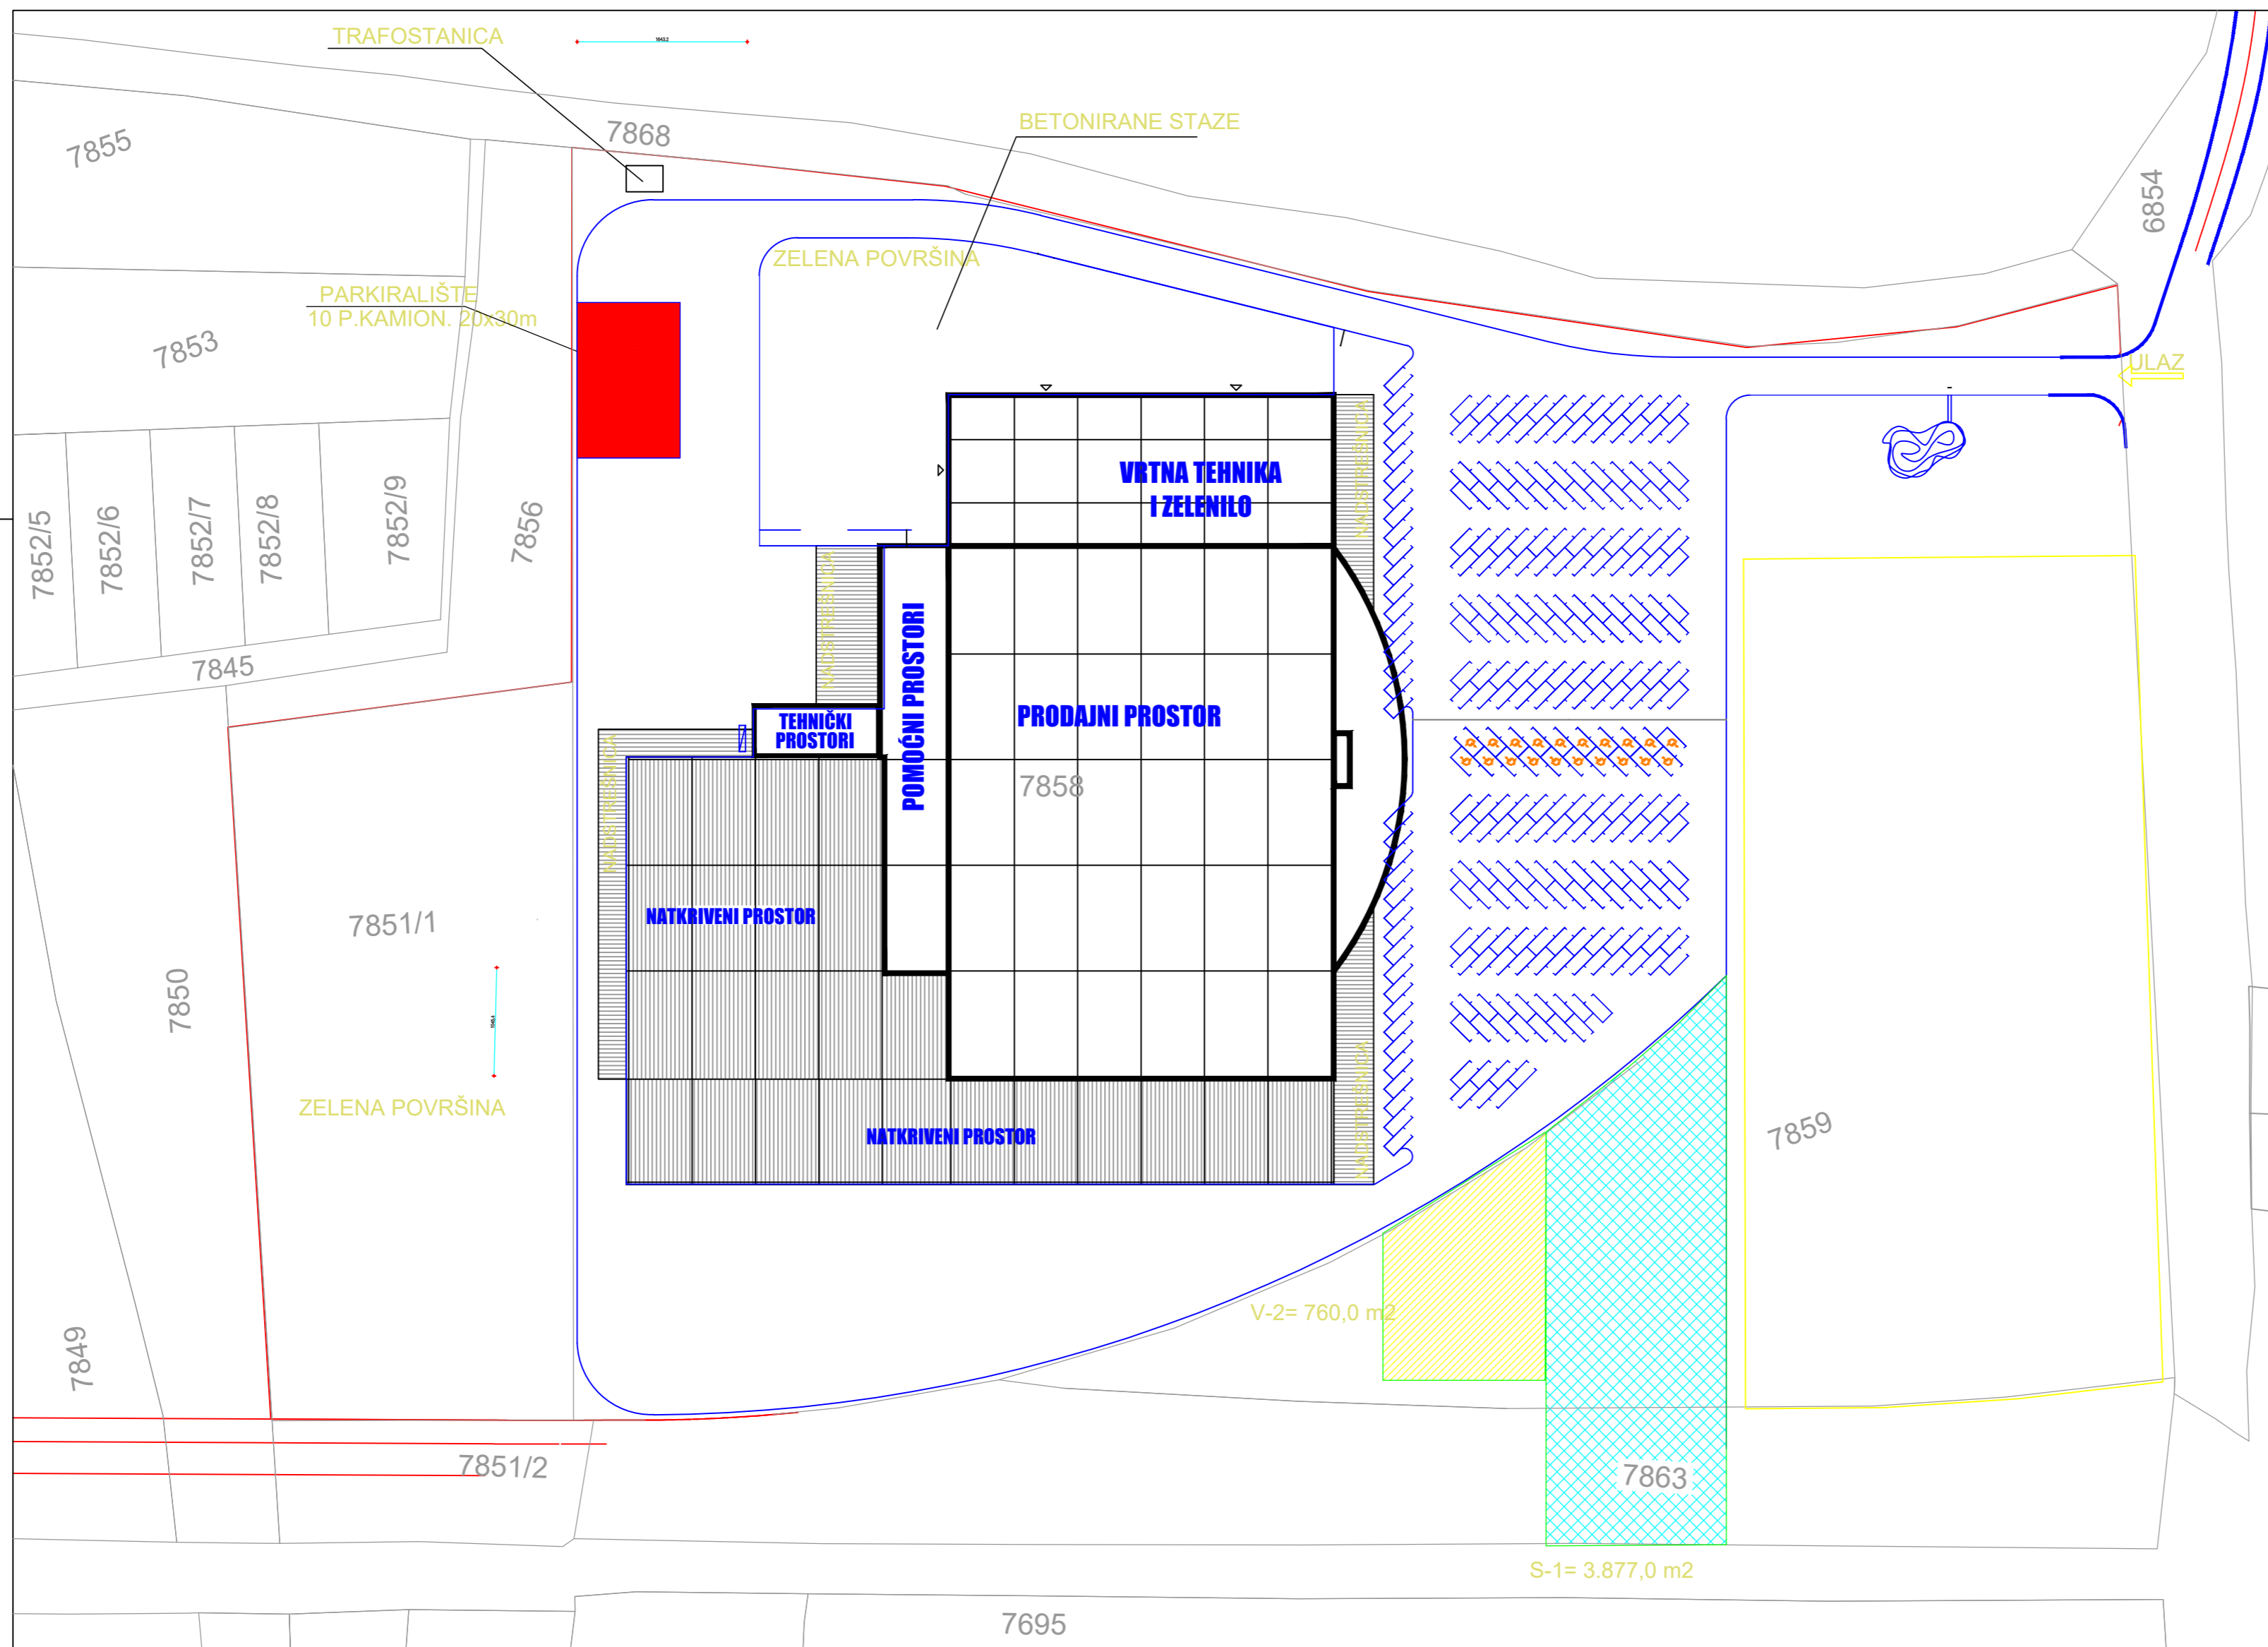 TRAFOSTANICA
1643.2
BETONIRANE STAZE
7868
7855
6854
ZELENA POVRŠINA
PARKIRALIŠTE
10 P.KAMION. 20x30m
7853
ULAZ
VRTNA TEHNIKA
I ZELENILO
NADSTREŠNICA
7852/5
7852/6
7852/7
7852/8
7852/9
7856
NADSTREŠNICA
POMOĆNI PROSTORI
7845
TEHNIČKI
PROSTORI
PRODAJNI PROSTOR
7858
NADSTREŠNICA
NATKRIVENI PROSTOR
7851/1
7850
ZELENA POVRŠINA
NATKRIVENI PROSTOR
NADSTREŠNICA
7859
V-2= 760,0 m2
7849
7851/2
7863
S-1= 3.877,0 m2
7695